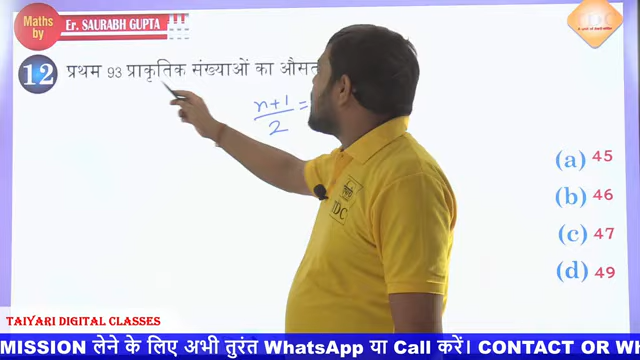 Maths
by
Er. SAURABH GUPTA
12 प्रथम 93 प्राकृतिक संख्याओं का औसत
n+1
2
=
(a) 45
(b) 46
(c) 47
(d) 49
TDC
TAIYARI DIGITAL CLASSES
MISSION लेने के लिए अभी तुरंत WhatsApp या Call करें। CONTACT OR WH